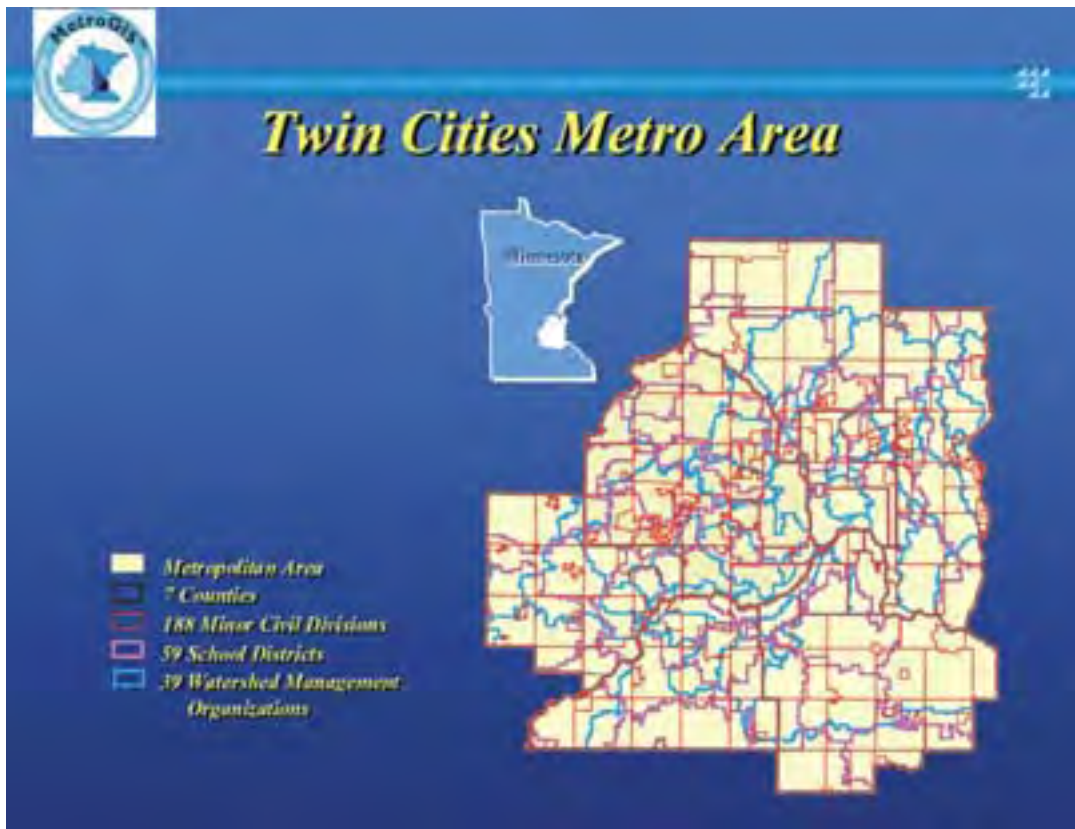 MetroGIS
Twin Cities Metro Area
Minnesota
Metropolitan Area
7 Counties
188 Minor Civil Divisions
59 School Districts
39 Watershed Management
Organizations